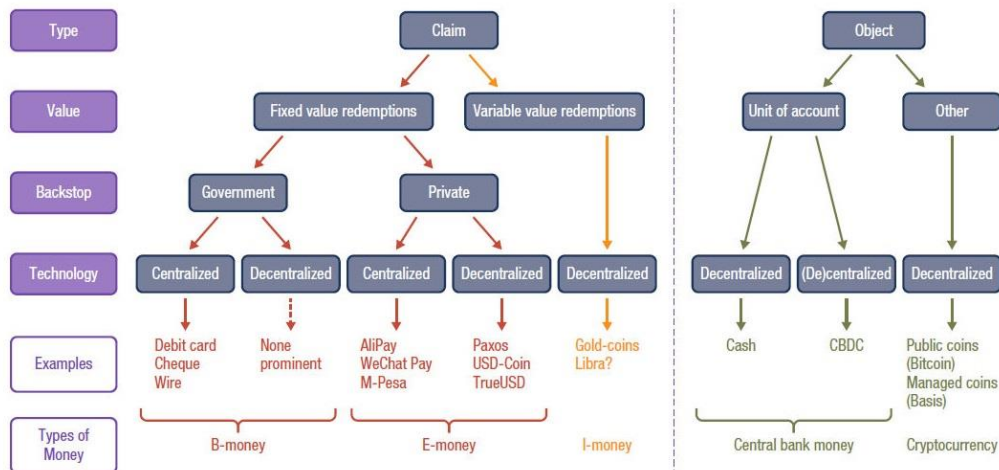 Type
Claim
Object
Value
Fixed value redemptions
Variable value redemptions
Unit of account
Other
Backstop
Government
Private
Technology
Centralized
Decentralized
Centralized
Decentralized
Decentralized
Decentralized
(De)centralized
Decentralized
Examples
Debit card
Cheque
Wire
None
prominent
AliPay
WeChat Pay
M-Pesa
Paxos
USD-Coin
TrueUSD
Gold-coins
Libra?
Cash
CBDC
Public coins
(Bitcoin)
Managed coins
(Basis)
Types of
Money
B-money
E-money
I-money
Central bank money
Cryptocurrency